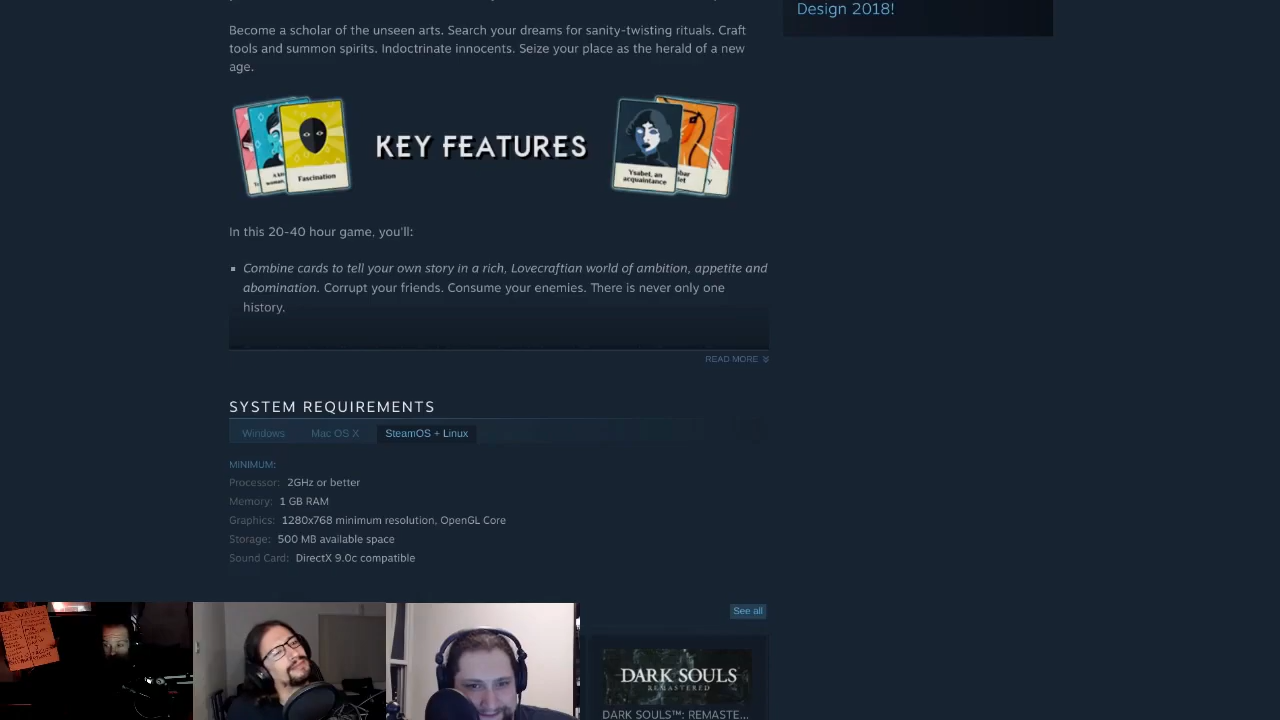 Design 2018!
Become a scholar of the unseen arts. Search your dreams for sanity-twisting rituals. Craft
tools and summon spirits. Indoctrinate innocents. Seize your place as the herald of a new
age.
Fascination
KEY FEATURES
Ysabet, an
acquaintance
In this 20-40 hour game, you'll:
Combine cards to tell your own story in a rich, Lovecraftian world of ambition, appetite and
abomination. Corrupt your friends. Consume your enemies. There is never only one
history.
READ MORE
SYSTEM REQUIREMENTS
Windows
Mac OS X
SteamOS + Linux
MINIMUM:
Processor: 2GHz or better
Memory: 1 GB RAM
Graphics: 1280x768 minimum resolution, OpenGL Core
Storage: 500 MB available space
Sound Card: DirectX 9.0c compatible
See all
DARK SOULS
REMASTERED
DARK SOULS™: REMASTE...